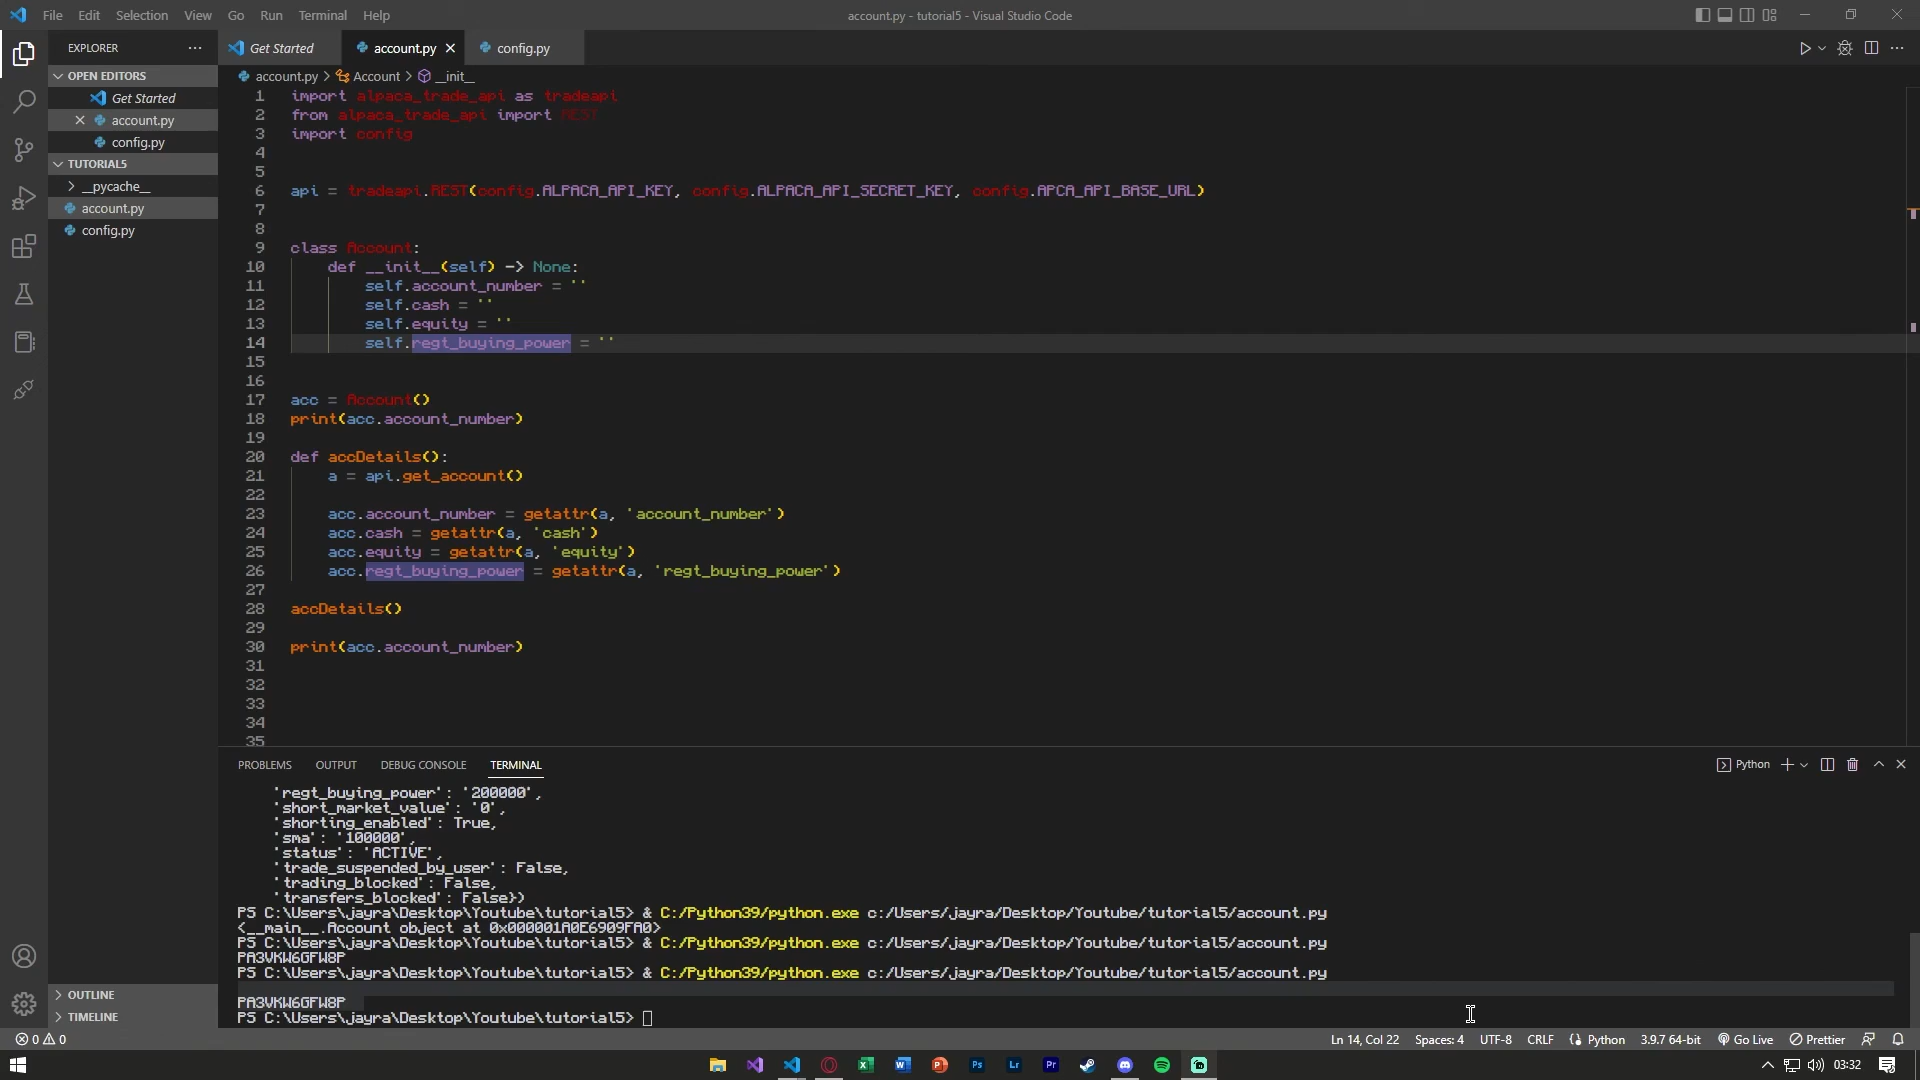 File Edit Selection View Go Run Terminal Help
account.py - tutorial5 - Visual Studio Code
EXPLORER
Get Started
account.py
config.py
OPEN EDITORS
Get Started
account.py
config.py
TUTORIAL5
__pycache__
account.py
config.py
OUTLINE
TIMELINE
account.py > Account > __init__
1 import alpaca_trade_api as tradeapi
2 from alpaca_trade_api import REST
3 import config
4
5
6 api = tradeapi.REST(config.ALPACA_API_KEY, config.ALPACA_API_SECRET_KEY, config.APCA_API_BASE_URL)
7
8
9 class Account:
10 def __init__(self) -> None:
11 self.account_number = ''
12 self.cash = ''
13 self.equity = ''
14 self.regt_buying_power = ''
15
16
17 acc = Account()
18 print(acc.account_number)
19
20 def accDetails():
21 a = api.get_account()
22
23 acc.account_number = getattr(a, 'account_number')
24 acc.cash = getattr(a, 'cash')
25 acc.equity = getattr(a, 'equity')
26 acc.regt_buying_power = getattr(a, 'regt_buying_power')
27
28 accDetails()
29
30 print(acc.account_number)
31
32
33
34
35
PROBLEMS OUTPUT DEBUG CONSOLE TERMINAL
Python
'regt_buying_power': '200000',
'short_market_value': '0',
'shorting_enabled': True,
'sma': '100000',
'status': 'ACTIVE',
'trade_suspended_by_user': False,
'trading_blocked': False,
'transfers_blocked': False})
PS C:\Users\jayra\Desktop\Youtube\tutorial5> & C:/Python39/python.exe c:/Users/jayra/Desktop/Youtube/tutorial5/account.py
<__main__.Account object at 0x000001A0E6909FA0>
PS C:\Users\jayra\Desktop\Youtube\tutorial5> & C:/Python39/python.exe c:/Users/jayra/Desktop/Youtube/tutorial5/account.py
PA3VKW6GFW8P
PS C:\Users\jayra\Desktop\Youtube\tutorial5> & C:/Python39/python.exe c:/Users/jayra/Desktop/Youtube/tutorial5/account.py
PA3VKW6GFW8P
PS C:\Users\jayra\Desktop\Youtube\tutorial5>
0 0
Ln 14, Col 22 Spaces: 4 UTF-8 CRLF Python 3.9.7 64-bit Go Live Prettier
Ps Lr Pr
03:32